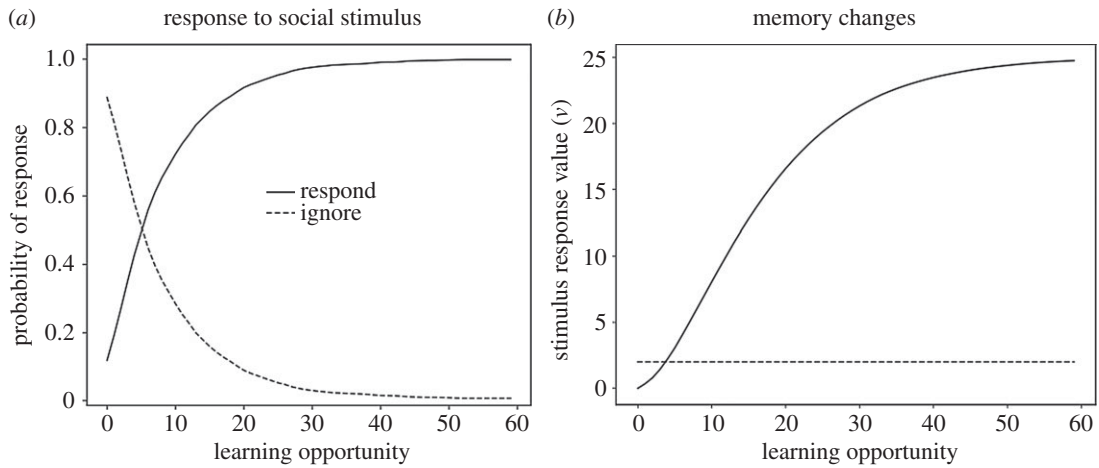 (a) response to social stimulus
1.0
0.8
0.6
0.4
0.2
0
probability of response
respond
ignore
0 10 20 30 40 50 60
learning opportunity
(b) memory changes
25
20
15
10
5
0
stimulus response value (v)
0 10 20 30 40 50 60
learning opportunity